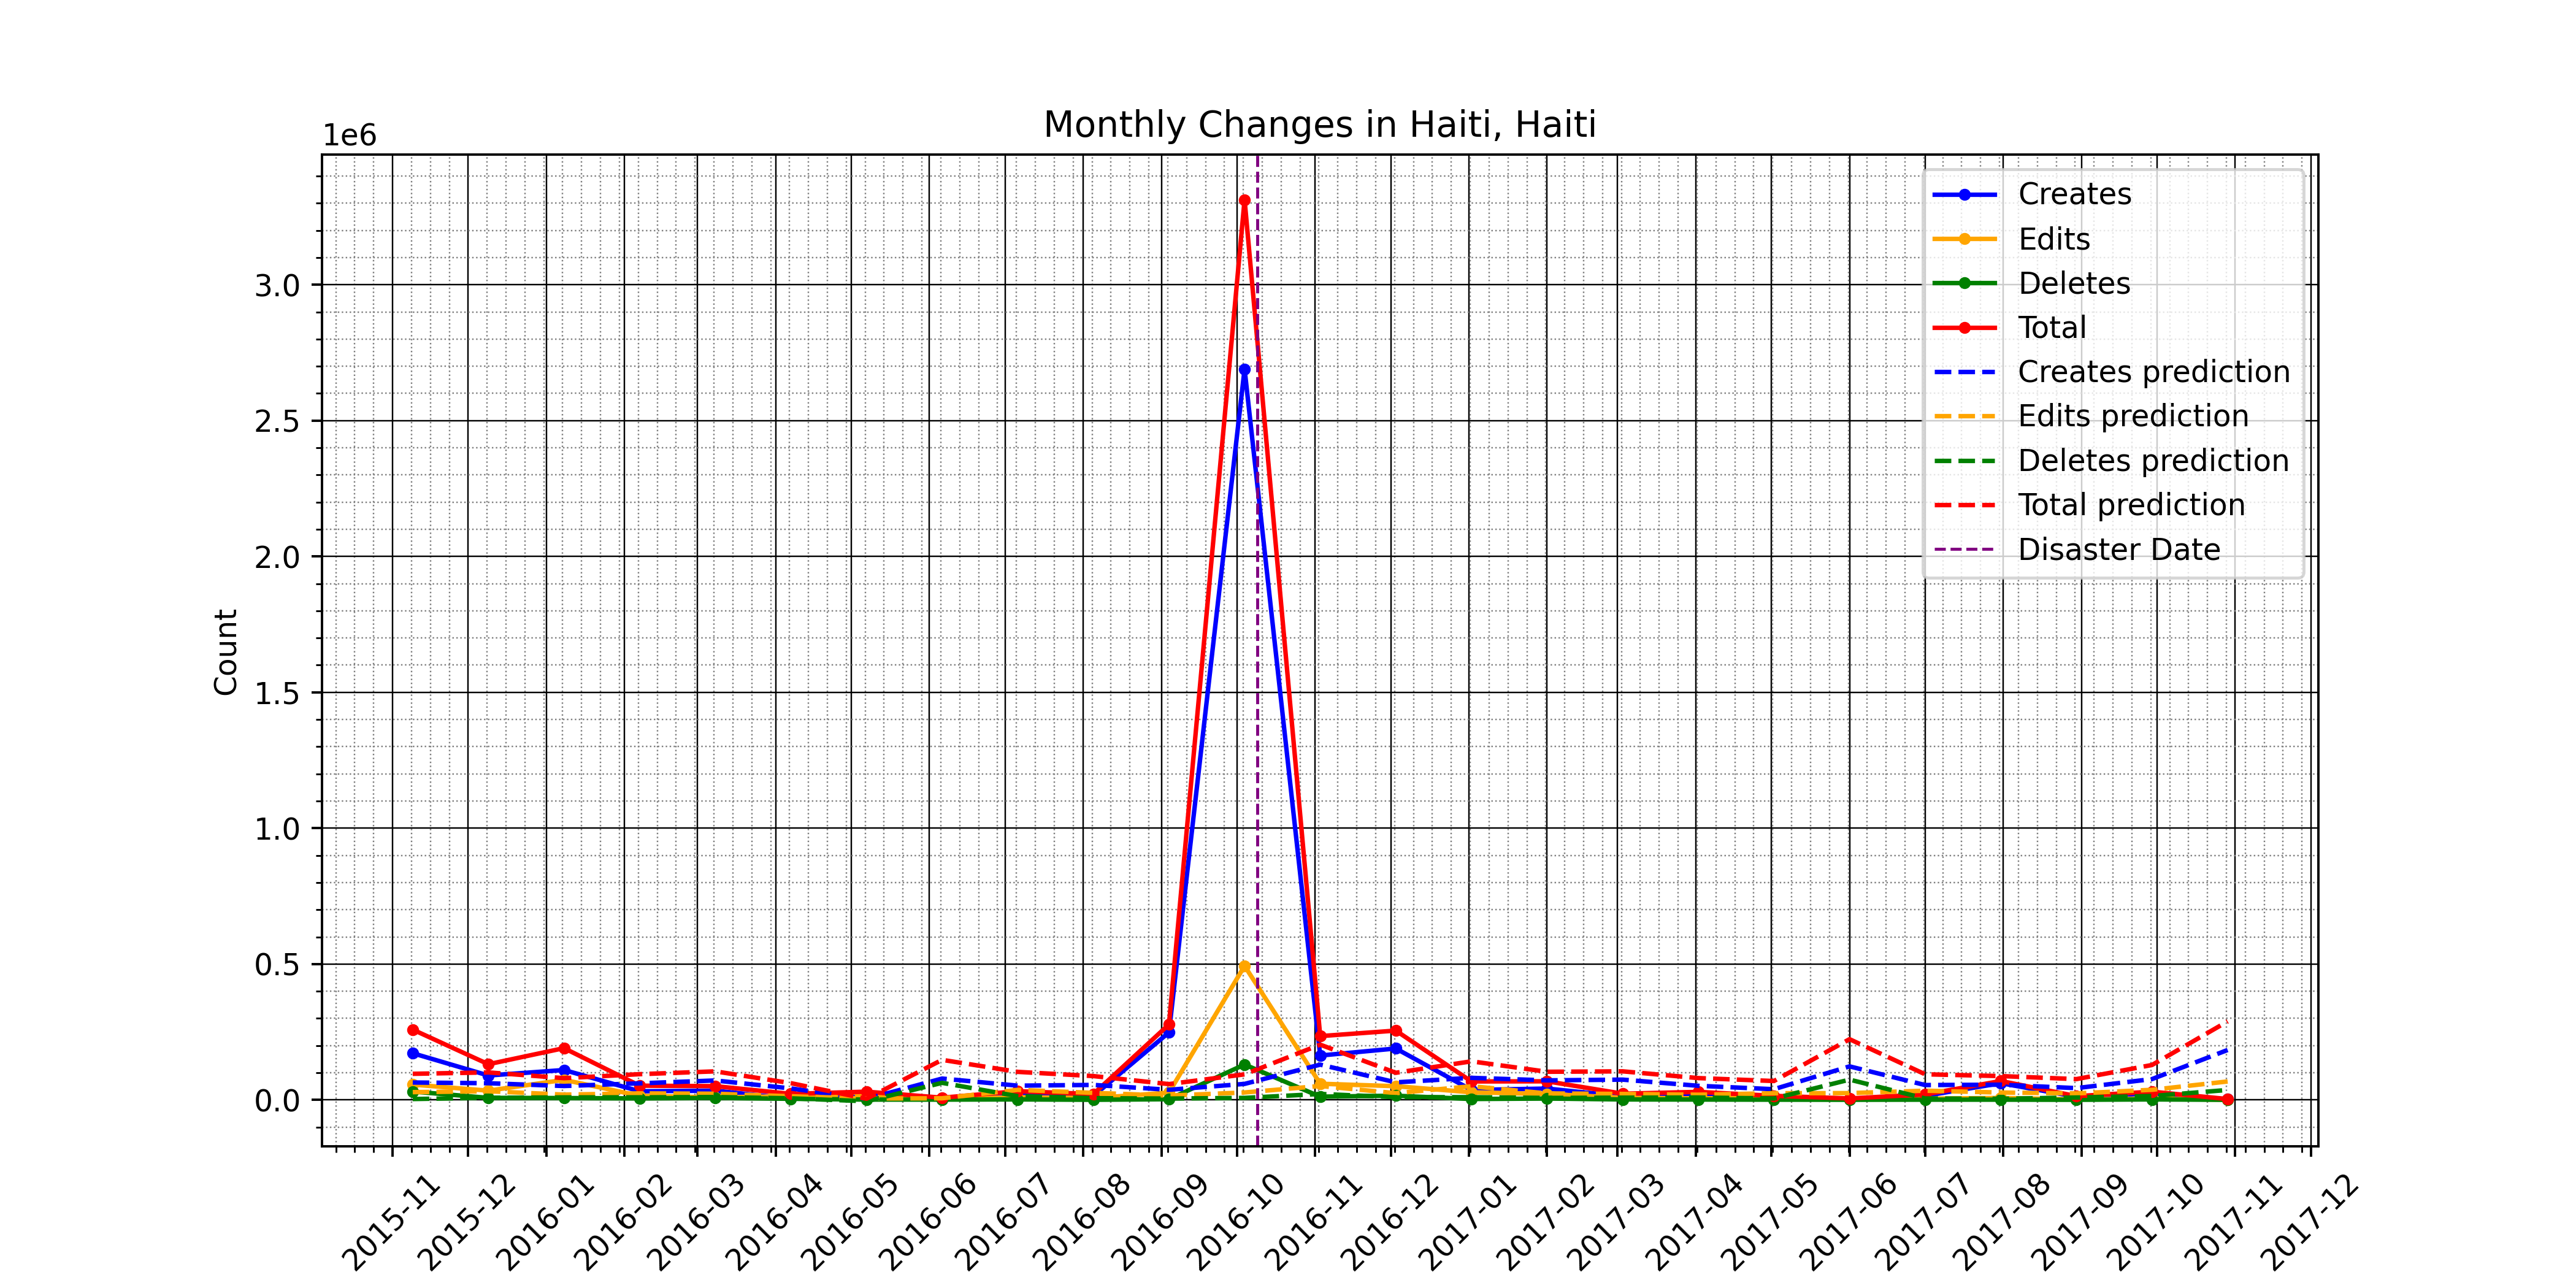 Monthly Changes in Haiti, Haiti
1e6
3.0
2.5
2.0
1.5
1.0
0.5
0.0
Count
Creates
Edits
Deletes
Total
Creates prediction
Edits prediction
Deletes prediction
Total prediction
Disaster Date
2015-11
2015-12
2016-01
2016-02
2016-03
2016-04
2016-05
2016-06
2016-07
2016-08
2016-09
2016-10
2016-11
2016-12
2017-01
2017-02
2017-03
2017-04
2017-05
2017-06
2017-07
2017-08
2017-09
2017-10
2017-11
2017-12